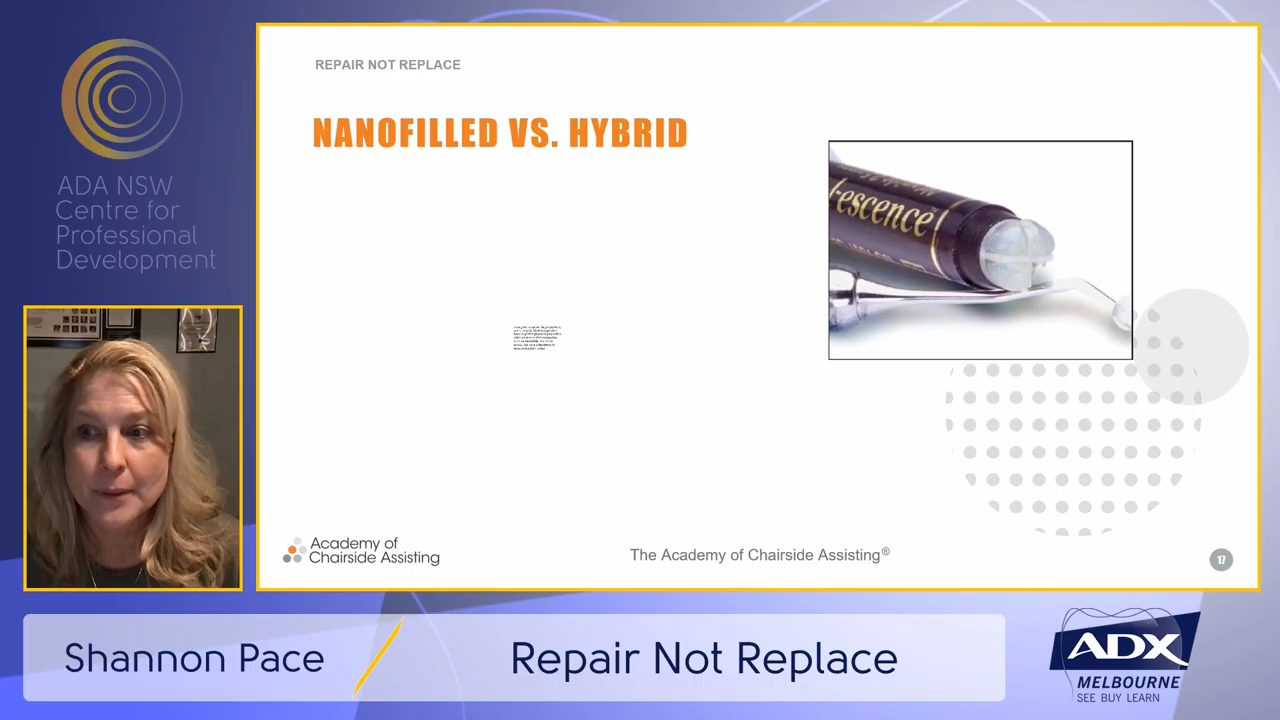 ADA NSW
Centre for
Professional
Development
REPAIR NOT REPLACE
NANOFILLED VS. HYBRID
l-escence
Academy of
Chairside Assisting
The Academy of Chairside Assisting®
17
Shannon Pace
Repair Not Replace
ADX
MELBOURNE
SEE BUY LEARN